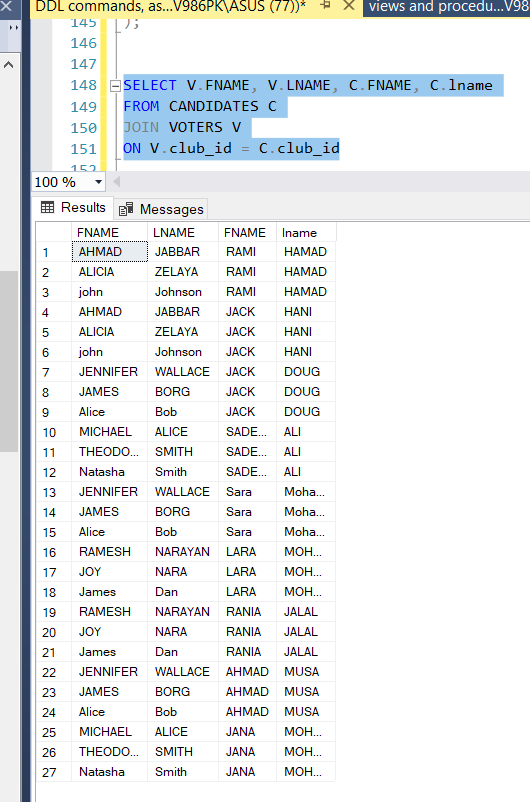 DDL commands, as...V986PK\ASUS (77))* views and procedu...V98
145 );
146
147
148 SELECT V.FNAME, V.LNAME, C.FNAME, C.lname
149 FROM CANDIDATES C
150 JOIN VOTERS V
151 ON V.club_id = C.club_id
152
100 %
Results Messages
FNAME LNAME FNAME lname
1 AHMAD JABBAR RAMI HAMAD
2 ALICIA ZELAYA RAMI HAMAD
3 john Johnson RAMI HAMAD
4 AHMAD JABBAR JACK HANI
5 ALICIA ZELAYA JACK HANI
6 john Johnson JACK HANI
7 JENNIFER WALLACE JACK DOUG
8 JAMES BORG JACK DOUG
9 Alice Bob JACK DOUG
10 MICHAEL ALICE SADE... ALI
11 THEODO... SMITH SADE... ALI
12 Natasha Smith SADE... ALI
13 JENNIFER WALLACE Sara Moha...
14 JAMES BORG Sara Moha...
15 Alice Bob Sara Moha...
16 RAMESH NARAYAN LARA MOH...
17 JOY NARA LARA MOH...
18 James Dan LARA MOH...
19 RAMESH NARAYAN RANIA JALAL
20 JOY NARA RANIA JALAL
21 James Dan RANIA JALAL
22 JENNIFER WALLACE AHMAD MUSA
23 JAMES BORG AHMAD MUSA
24 Alice Bob AHMAD MUSA
25 MICHAEL ALICE JANA MOH...
26 THEODO... SMITH JANA MOH...
27 Natasha Smith JANA MOH...